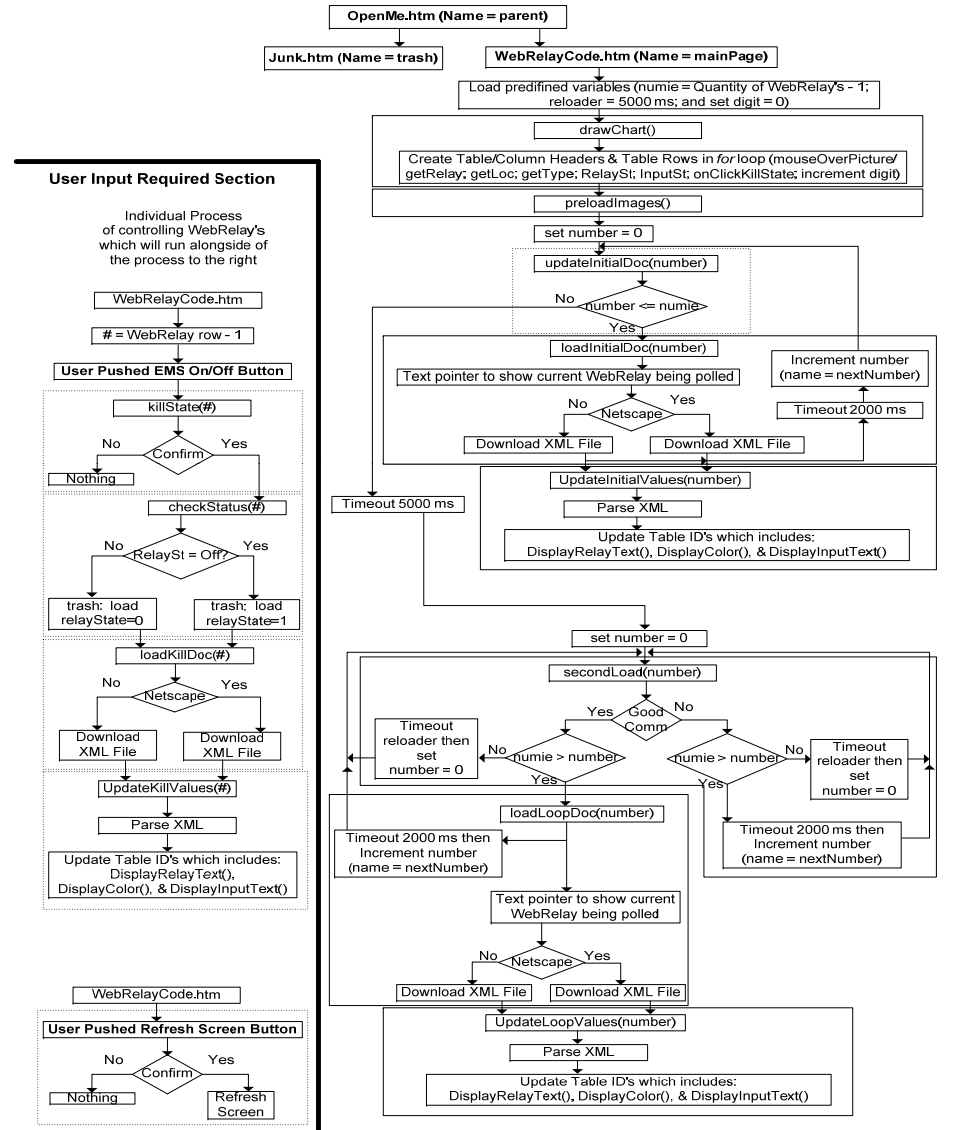 OpenMe.htm (Name = parent)
Junk.htm (Name = trash)
WebRelayCode.htm (Name = mainPage)
Load predifined variables (numie = Quantity of WebRelay's - 1;
reloader = 5000 ms; and set digit = 0)
drawChart()
Create Table/Column Headers & Table Rows in for loop (mouseOverPicture/
getRelay; getLoc; getType; RelaySt; InputSt; onClickKillState; increment digit)
preloadImages()
set number = 0
updateInitialDoc(number)
number <= numie
No
Yes
loadInitialDoc(number)
Text pointer to show current WebRelay being polled
Netscape
No
Yes
Download XML File
Download XML File
Increment number
(name = nextNumber)
Timeout 2000 ms
UpdateInitialValues(number)
Parse XML
Update Table ID's which includes:
DisplayRelayText(), DisplayColor(), & DisplayInputText()
Timeout 5000 ms
set number = 0
secondLoad(number)
Good
Comm
Yes
No
numie > number
No
Yes
Timeout
reloader then
set
number = 0
numie > number
No
Yes
Timeout
reloader then
set
number = 0
loadLoopDoc(number)
Timeout 2000 ms then
Increment number
(name = nextNumber)
Timeout 2000 ms then
Increment number
(name = nextNumber)
Text pointer to show current
WebRelay being polled
Netscape
No
Yes
Download XML File
Download XML File
UpdateLoopValues(number)
Parse XML
Update Table ID's which includes:
DisplayRelayText(), DisplayColor(), & DisplayInputText()
User Input Required Section
Individual Process
of controlling WebRelay's
which will run alongside of
the process to the right
WebRelayCode.htm
# = WebRelay row - 1
User Pushed EMS On/Off Button
killState(#)
No
Yes
Confirm
Nothing
checkStatus(#)
No
Yes
RelaySt = Off?
trash: load
relayState=0
trash: load
relayState=1
loadKillDoc(#)
No
Yes
Netscape
Download
XML File
Download
XML File
UpdateKillValues(#)
Parse XML
Update Table ID's which includes:
DisplayRelayText(),
DisplayColor(), & DisplayInputText()
WebRelayCode.htm
User Pushed Refresh Screen Button
No
Yes
Confirm
Nothing
Refresh
Screen